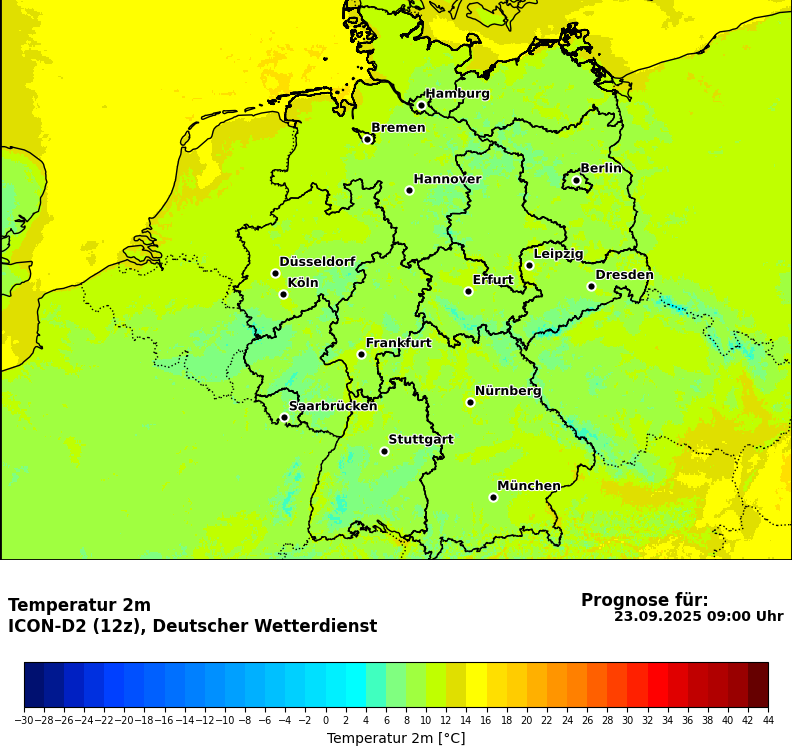 Hamburg
Bremen
Berlin
Hannover
Leipzig
Düsseldorf
Dresden
Köln
Erfurt
Frankfurt
Nürnberg
Saarbrücken
Stuttgart
München
Temperatur 2m
ICON-D2 (12z), Deutscher Wetterdienst
Prognose für:
23.09.2025 09:00 Uhr
−30 −28 −26 −24 −22 −20 −18 −16 −14 −12 −10 −8 −6 −4 −2 0 2 4 6 8 10 12 14 16 18 20 22 24 26 28 30 32 34 36 38 40 42 44
Temperatur 2m [°C]